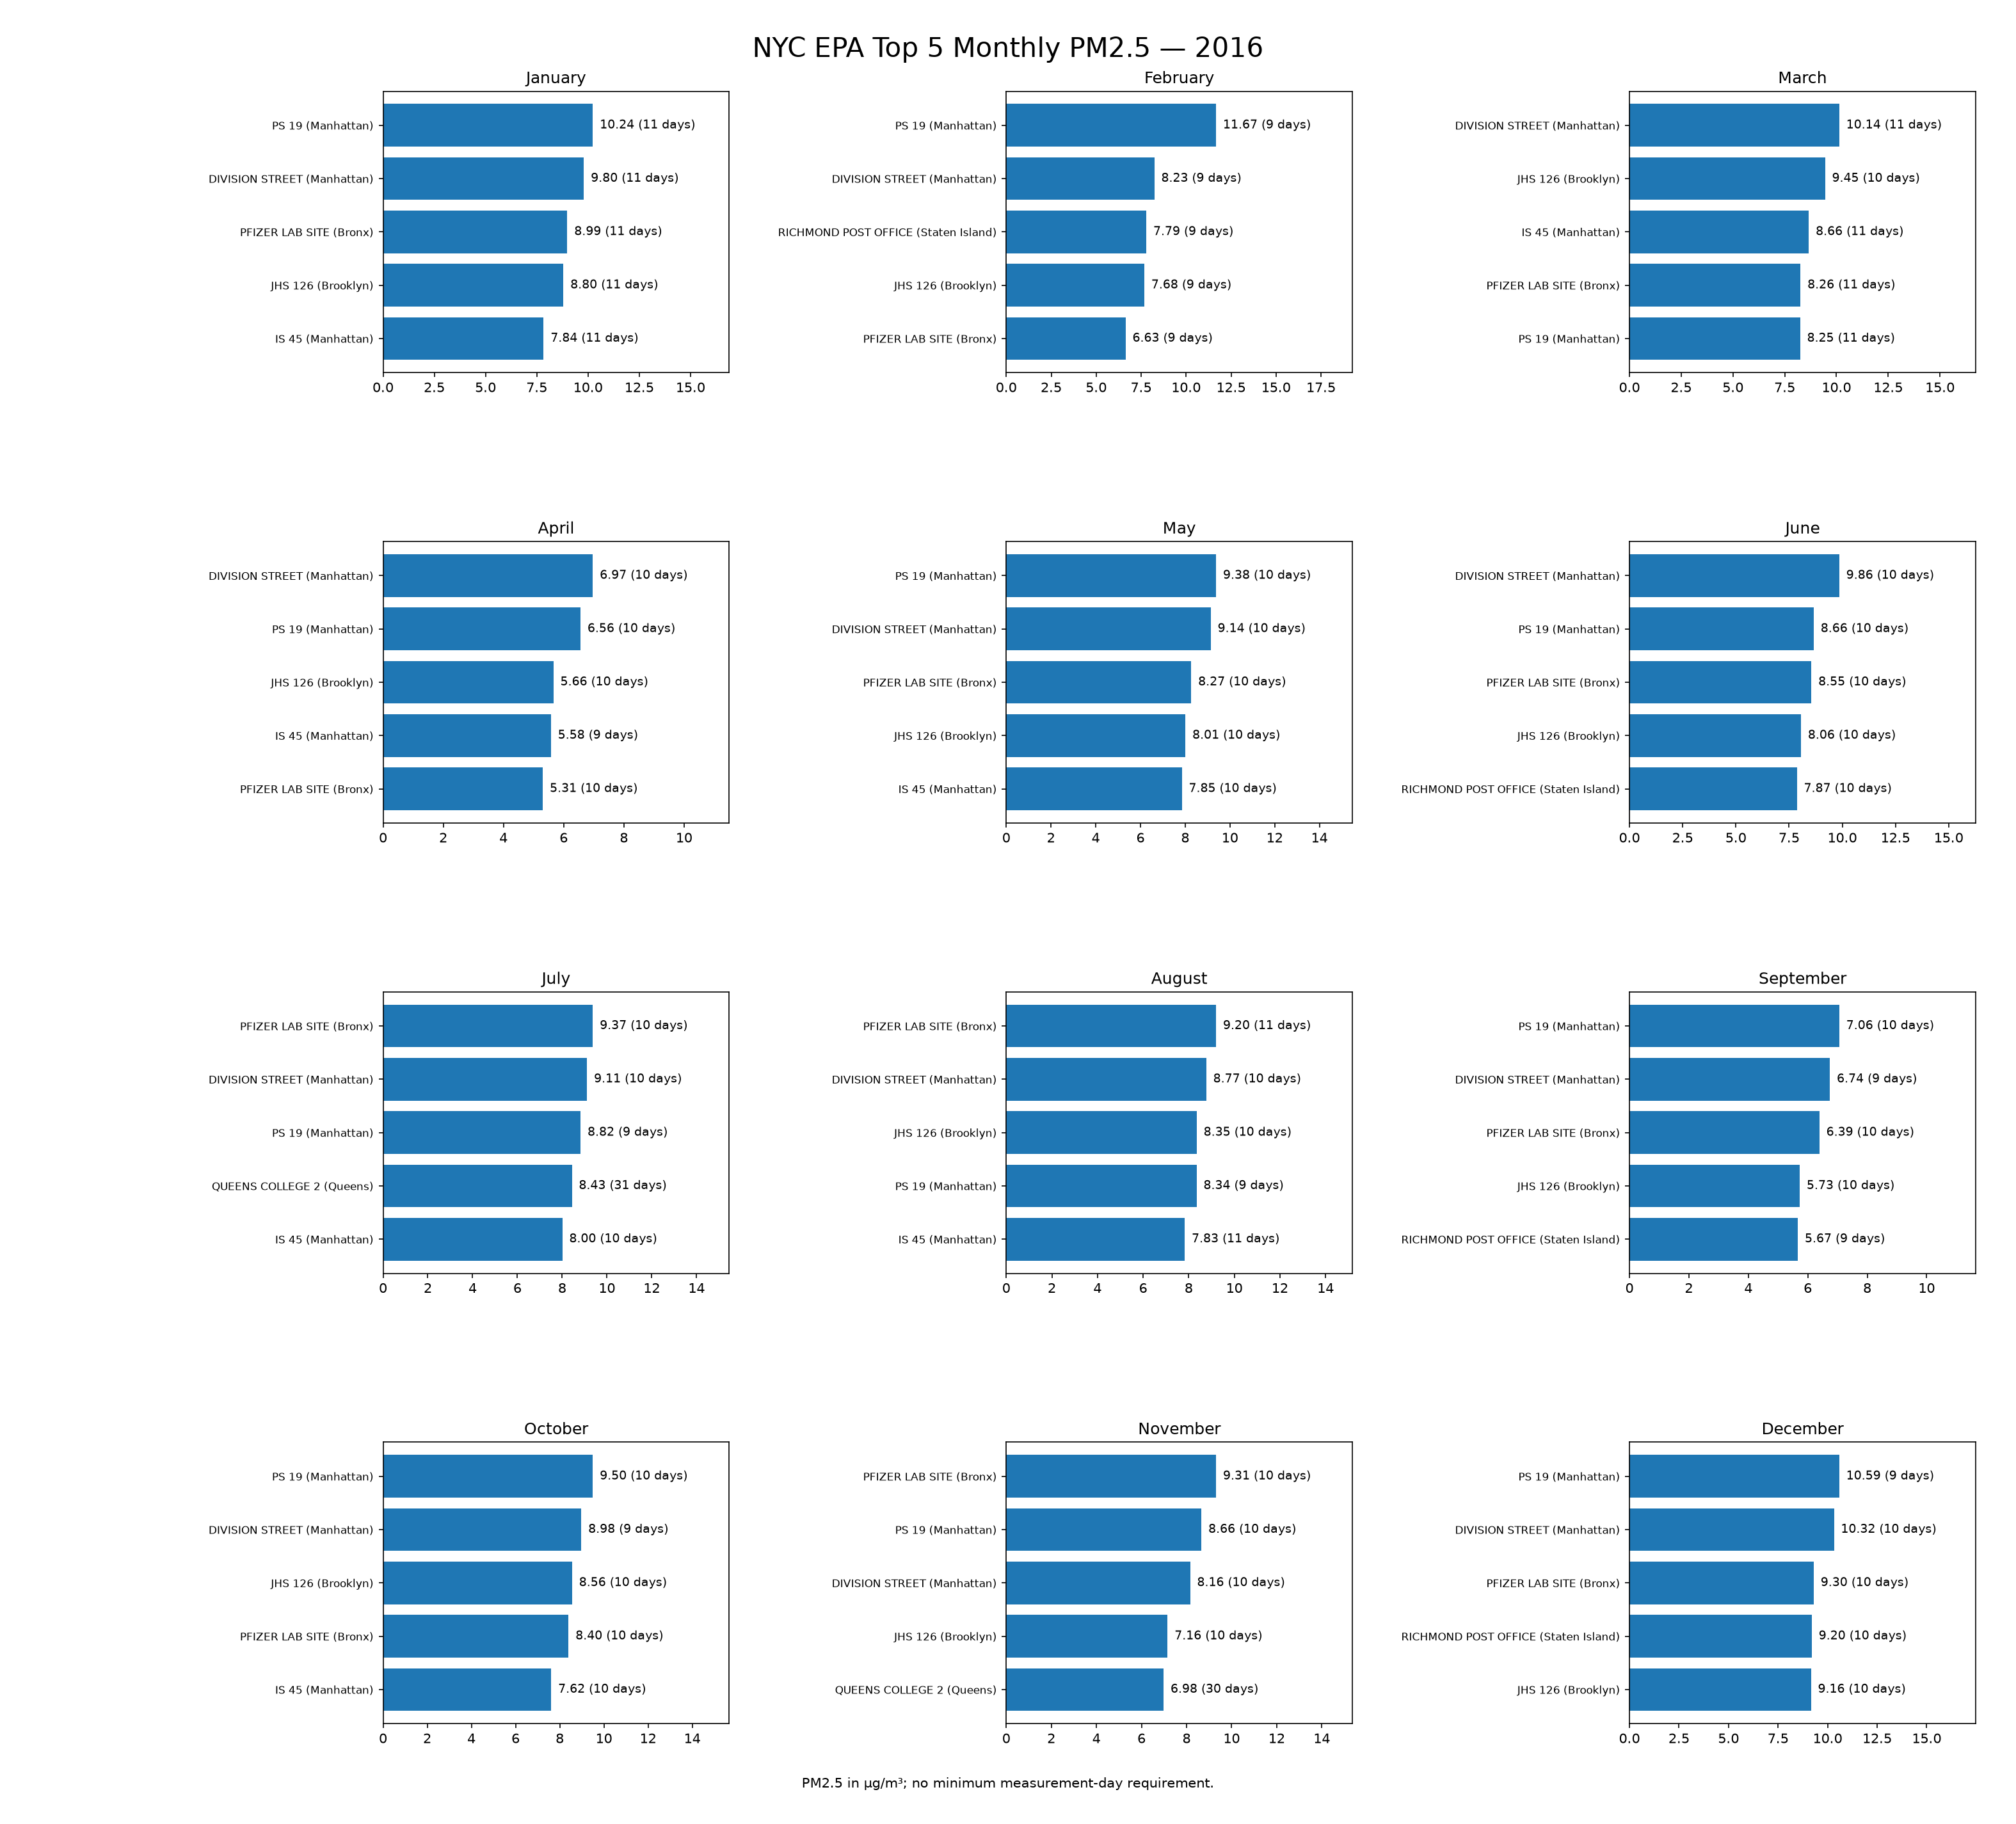 NYC EPA Top 5 Monthly PM2.5 — 2016
January
PS 19 (Manhattan) 10.24 (11 days)
DIVISION STREET (Manhattan) 9.80 (11 days)
PFIZER LAB SITE (Bronx) 8.99 (11 days)
JHS 126 (Brooklyn) 8.80 (11 days)
IS 45 (Manhattan) 7.84 (11 days)
0.0 2.5 5.0 7.5 10.0 12.5 15.0
February
PS 19 (Manhattan) 11.67 (9 days)
DIVISION STREET (Manhattan) 8.23 (9 days)
RICHMOND POST OFFICE (Staten Island) 7.79 (9 days)
JHS 126 (Brooklyn) 7.68 (9 days)
PFIZER LAB SITE (Bronx) 6.63 (9 days)
0.0 2.5 5.0 7.5 10.0 12.5 15.0 17.5
March
DIVISION STREET (Manhattan) 10.14 (11 days)
JHS 126 (Brooklyn) 9.45 (10 days)
IS 45 (Manhattan) 8.66 (11 days)
PFIZER LAB SITE (Bronx) 8.26 (11 days)
PS 19 (Manhattan) 8.25 (11 days)
0.0 2.5 5.0 7.5 10.0 12.5 15.0
April
DIVISION STREET (Manhattan) 6.97 (10 days)
PS 19 (Manhattan) 6.56 (10 days)
JHS 126 (Brooklyn) 5.66 (10 days)
IS 45 (Manhattan) 5.58 (9 days)
PFIZER LAB SITE (Bronx) 5.31 (10 days)
0 2 4 6 8 10
May
PS 19 (Manhattan) 9.38 (10 days)
DIVISION STREET (Manhattan) 9.14 (10 days)
PFIZER LAB SITE (Bronx) 8.27 (10 days)
JHS 126 (Brooklyn) 8.01 (10 days)
IS 45 (Manhattan) 7.85 (10 days)
0 2 4 6 8 10 12 14
June
DIVISION STREET (Manhattan) 9.86 (10 days)
PS 19 (Manhattan) 8.66 (10 days)
PFIZER LAB SITE (Bronx) 8.55 (10 days)
JHS 126 (Brooklyn) 8.06 (10 days)
RICHMOND POST OFFICE (Staten Island) 7.87 (10 days)
0.0 2.5 5.0 7.5 10.0 12.5 15.0
July
PFIZER LAB SITE (Bronx) 9.37 (10 days)
DIVISION STREET (Manhattan) 9.11 (10 days)
PS 19 (Manhattan) 8.82 (9 days)
QUEENS COLLEGE 2 (Queens) 8.43 (31 days)
IS 45 (Manhattan) 8.00 (10 days)
0 2 4 6 8 10 12 14
August
PFIZER LAB SITE (Bronx) 9.20 (11 days)
DIVISION STREET (Manhattan) 8.77 (10 days)
JHS 126 (Brooklyn) 8.35 (10 days)
PS 19 (Manhattan) 8.34 (9 days)
IS 45 (Manhattan) 7.83 (11 days)
0 2 4 6 8 10 12 14
September
PS 19 (Manhattan) 7.06 (10 days)
DIVISION STREET (Manhattan) 6.74 (9 days)
PFIZER LAB SITE (Bronx) 6.39 (10 days)
JHS 126 (Brooklyn) 5.73 (10 days)
RICHMOND POST OFFICE (Staten Island) 5.67 (9 days)
0 2 4 6 8 10
October
PS 19 (Manhattan) 9.50 (10 days)
DIVISION STREET (Manhattan) 8.98 (9 days)
JHS 126 (Brooklyn) 8.56 (10 days)
PFIZER LAB SITE (Bronx) 8.40 (10 days)
IS 45 (Manhattan) 7.62 (10 days)
0 2 4 6 8 10 12 14
November
PFIZER LAB SITE (Bronx) 9.31 (10 days)
PS 19 (Manhattan) 8.66 (10 days)
DIVISION STREET (Manhattan) 8.16 (10 days)
JHS 126 (Brooklyn) 7.16 (10 days)
QUEENS COLLEGE 2 (Queens) 6.98 (30 days)
0 2 4 6 8 10 12 14
December
PS 19 (Manhattan) 10.59 (9 days)
DIVISION STREET (Manhattan) 10.32 (10 days)
PFIZER LAB SITE (Bronx) 9.30 (10 days)
RICHMOND POST OFFICE (Staten Island) 9.20 (10 days)
JHS 126 (Brooklyn) 9.16 (10 days)
0.0 2.5 5.0 7.5 10.0 12.5 15.0
PM2.5 in µg/m³; no minimum measurement-day requirement.